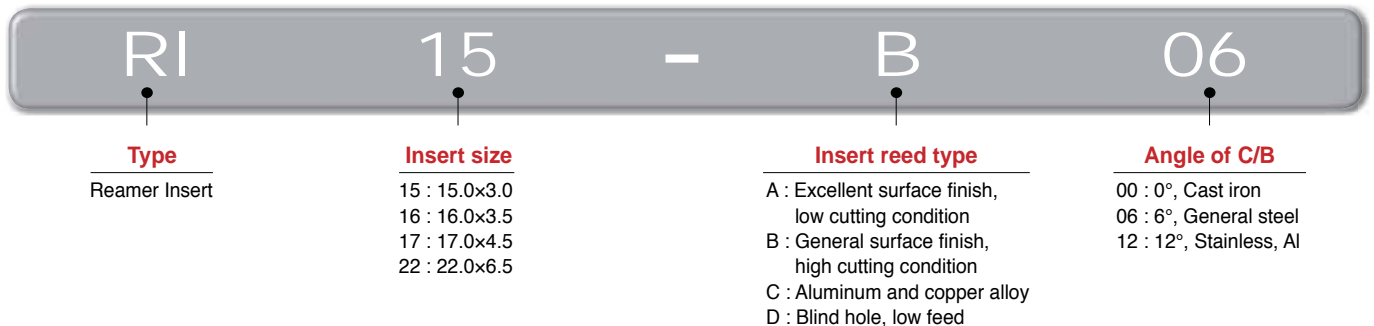 RI 15 - B 06
Type
Reamer Insert
Insert size
15 : 15.0×3.0
16 : 16.0×3.5
17 : 17.0×4.5
22 : 22.0×6.5
Insert reed type
A : Excellent surface finish,
low cutting condition
B : General surface finish,
high cutting condition
C : Aluminum and copper alloy
D : Blind hole, low feed
Angle of C/B
00 : 0°, Cast iron
06 : 6°, General steel
12 : 12°, Stainless, Al